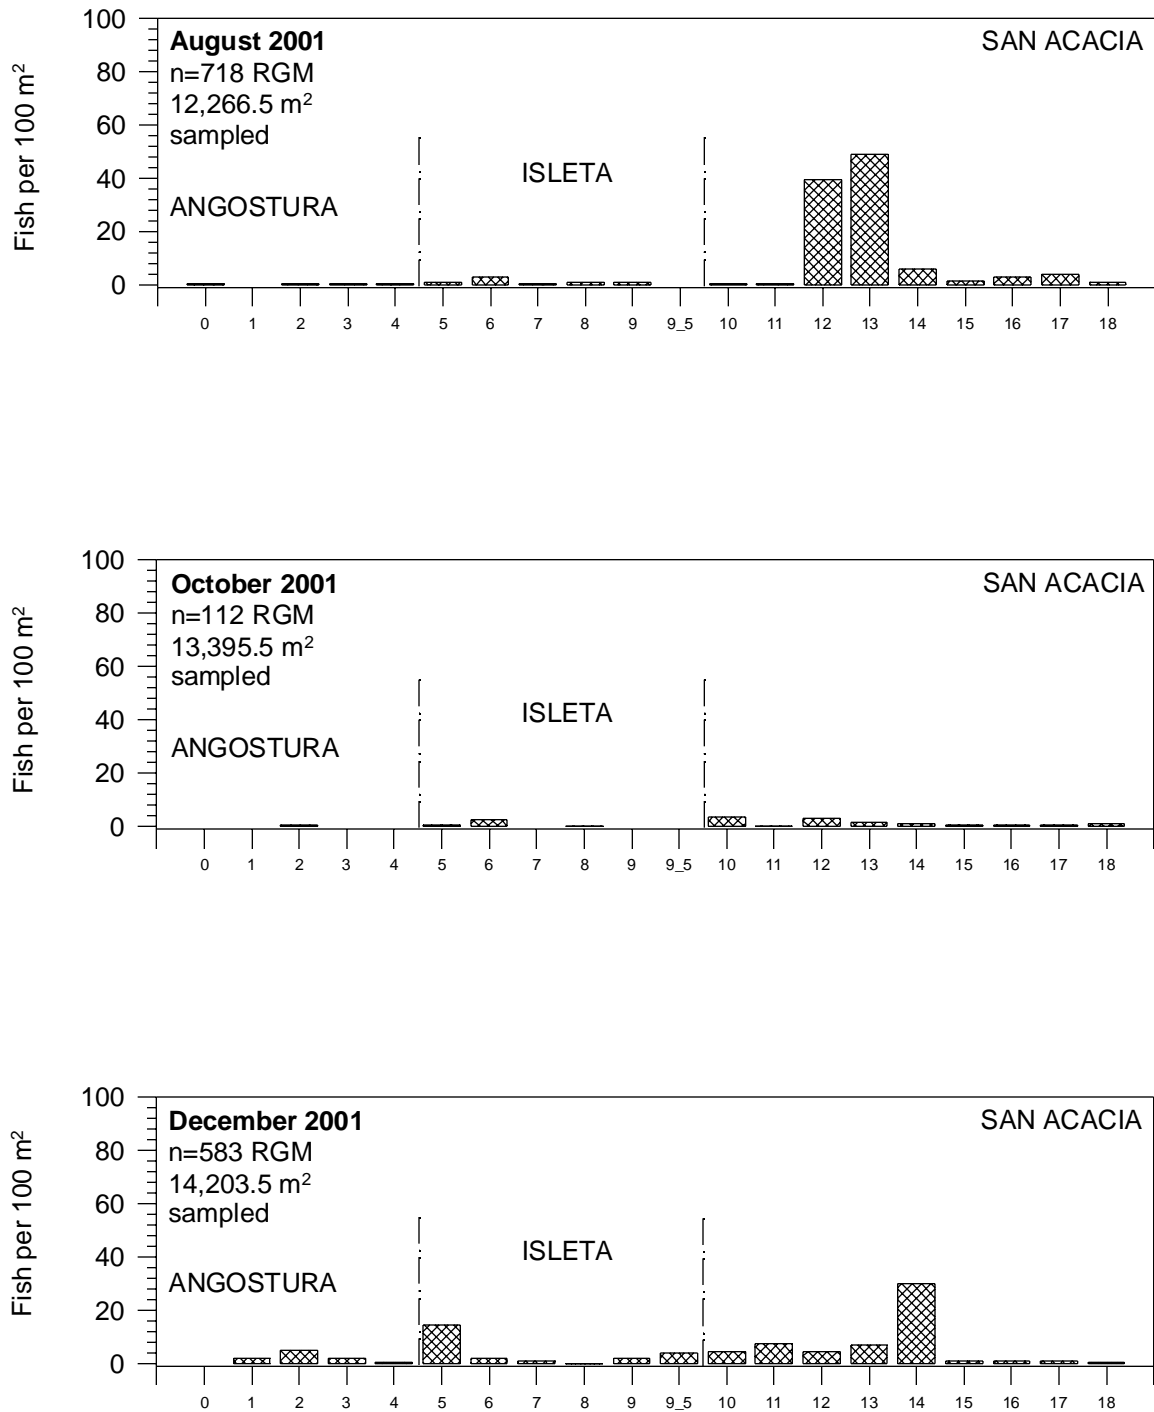 100
80
60
40
20
0
Fish per 100 m²
August 2001
n=718 RGM
12,266.5 m²
sampled
ANGOSTURA
ISLETA
SAN ACACIA
0 1 2 3 4 5 6 7 8 9 9_5 10 11 12 13 14 15 16 17 18
100
80
60
40
20
0
Fish per 100 m²
October 2001
n=112 RGM
13,395.5 m²
sampled
ANGOSTURA
ISLETA
SAN ACACIA
0 1 2 3 4 5 6 7 8 9 9_5 10 11 12 13 14 15 16 17 18
100
80
60
40
20
0
Fish per 100 m²
December 2001
n=583 RGM
14,203.5 m²
sampled
ANGOSTURA
ISLETA
SAN ACACIA
0 1 2 3 4 5 6 7 8 9 9_5 10 11 12 13 14 15 16 17 18